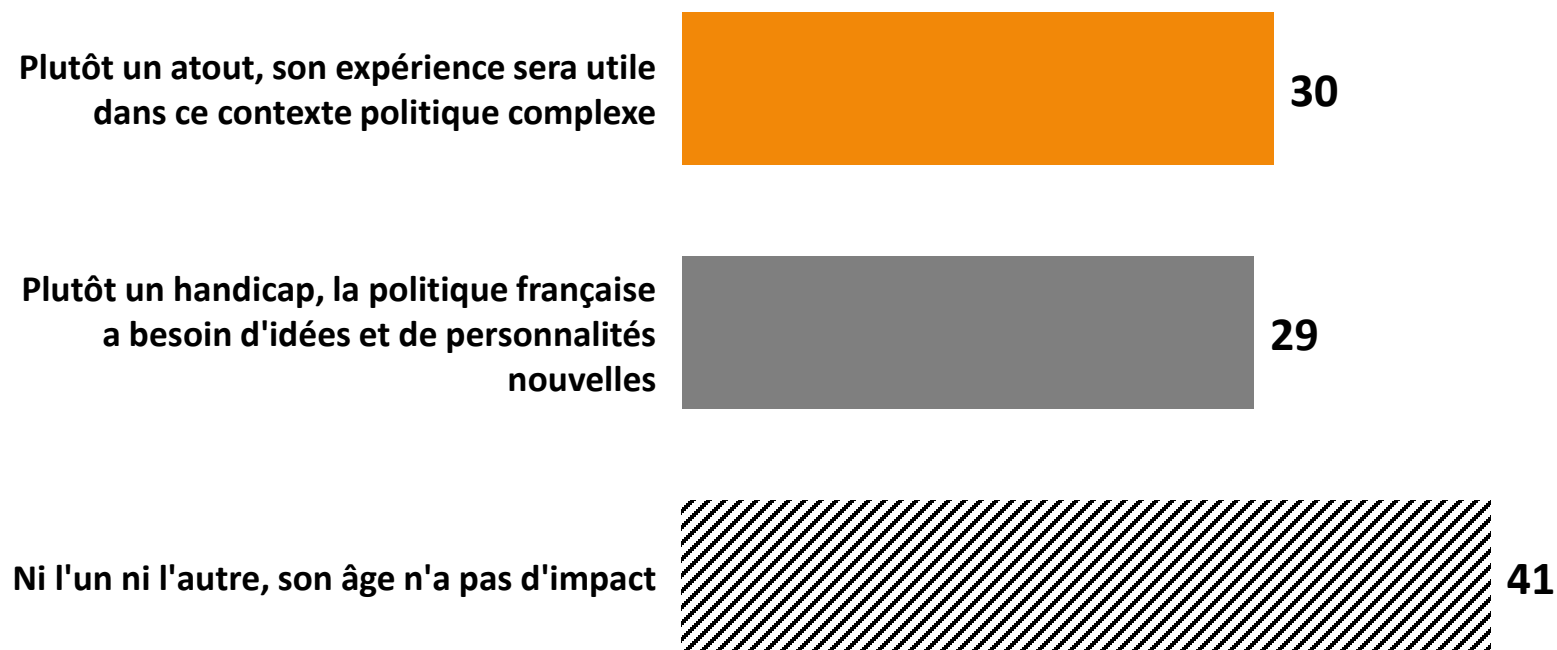 Plutôt un atout, son expérience sera utile
dans ce contexte politique complexe
30
Plutôt un handicap, la politique française
a besoin d'idées et de personnalités
nouvelles
29
Ni l'un ni l'autre, son âge n'a pas d'impact
41